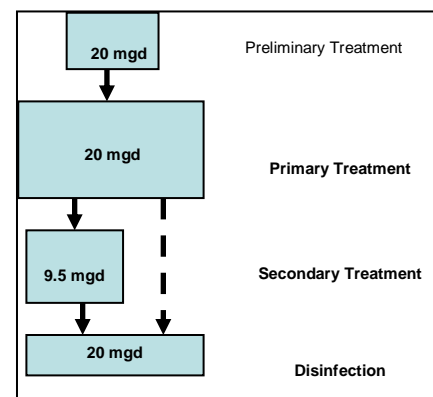 20 mgd
Preliminary Treatment
20 mgd
Primary Treatment
9.5 mgd
Secondary Treatment
20 mgd
Disinfection